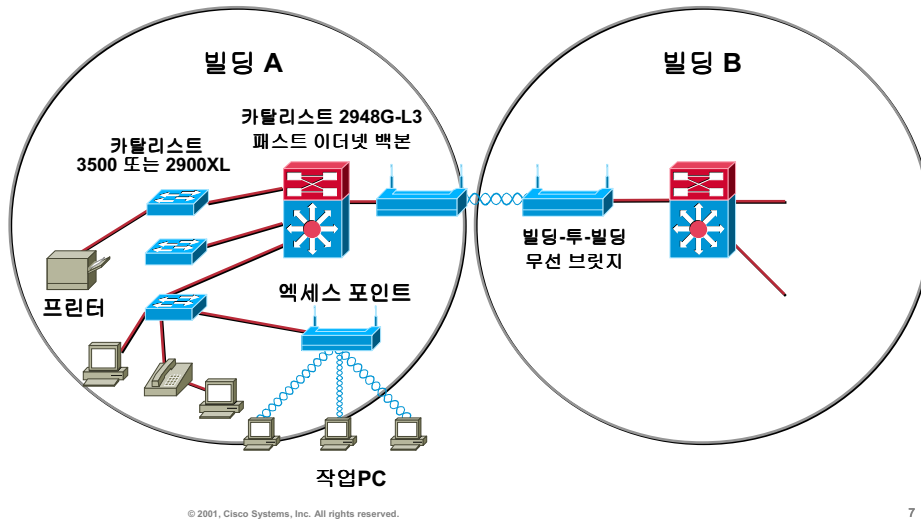 빌딩 A
빌딩 B
카탈리스트 2948G-L3
패스트 이더넷 백본
카탈리스트
3500 또는 2900XL
빌딩-투-빌딩
무선 브릿지
프린터
엑세스 포인트
작업PC
© 2001, Cisco Systems, Inc. All rights reserved.
7